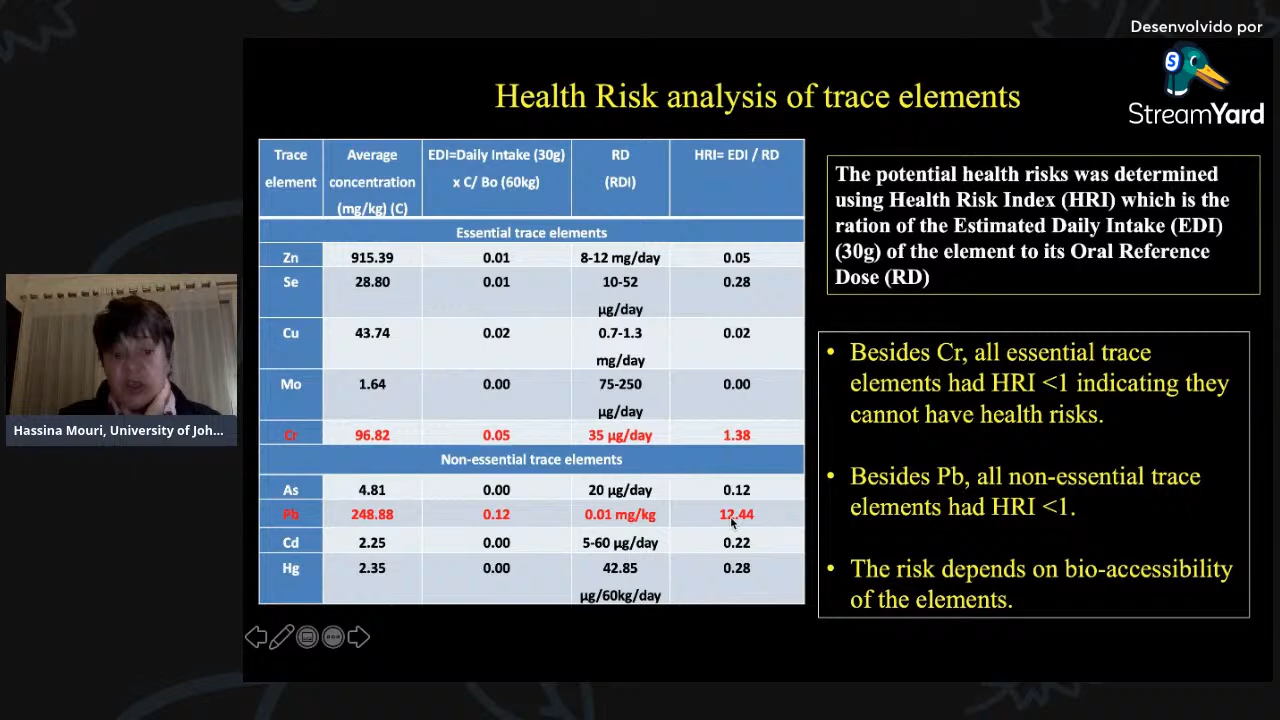 Desenvolvido por
StreamYard
Health Risk analysis of trace elements
Trace element | Average concentration (mg/kg) (C) | EDI=Daily Intake (30g) x C/ Bo (60kg) | RD (RDI) | HRI= EDI / RD
Essential trace elements
Zn | 915.39 | 0.01 | 8-12 mg/day | 0.05
Se | 28.80 | 0.01 | 10-52 µg/day | 0.28
Cu | 43.74 | 0.02 | 0.7-1.3 mg/day | 0.02
Mo | 1.64 | 0.00 | 75-250 µg/day | 0.00
Cr | 96.82 | 0.05 | 35 µg/day | 1.38
Non-essential trace elements
As | 4.81 | 0.00 | 20 µg/day | 0.12
Pb | 248.88 | 0.12 | 0.01 mg/kg | 12.44
Cd | 2.25 | 0.00 | 5-60 µg/day | 0.22
Hg | 2.35 | 0.00 | 42.85 µg/60kg/day | 0.28
The potential health risks was determined
using Health Risk Index (HRI) which is the
ration of the Estimated Daily Intake (EDI)
(30g) of the element to its Oral Reference
Dose (RD)
• Besides Cr, all essential trace
elements had HRI <1 indicating they
cannot have health risks.
• Besides Pb, all non-essential trace
elements had HRI <1.
• The risk depends on bio-accessibility
of the elements.
Hassina Mouri, University of Joh...